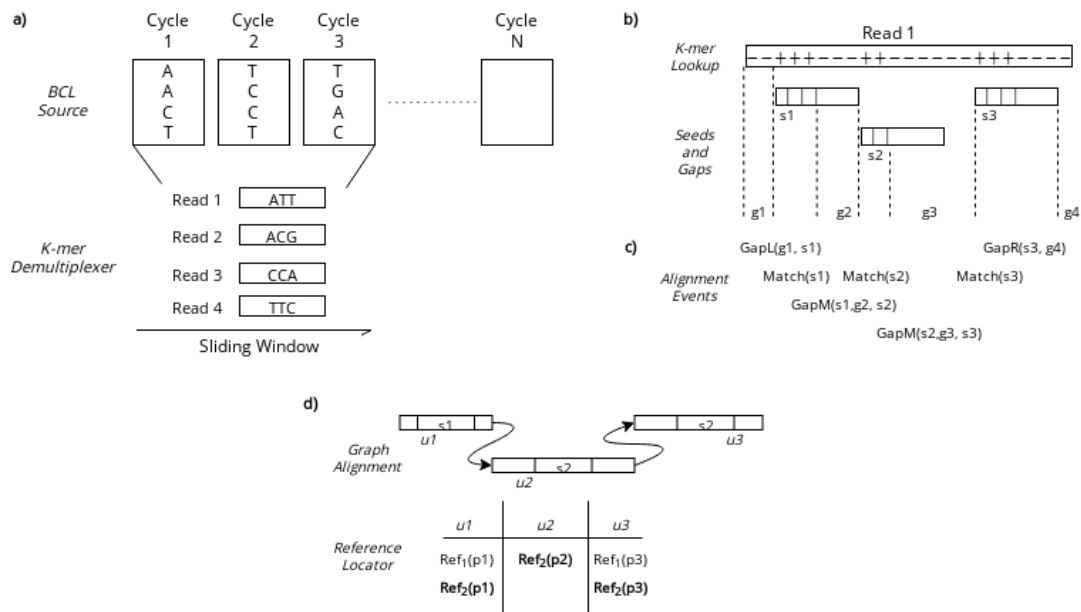 a)
Cycle 1
Cycle 2
Cycle 3
Cycle N
BCL Source
A A C T
T C C T
T G A C
K-mer Demultiplexer
Read 1 ATT
Read 2 ACG
Read 3 CCA
Read 4 TTC
Sliding Window
b)
Read 1
K-mer Lookup
− − + + + − − − − + + − − − − − + + + − − − −
s1
s3
Seeds and Gaps
s2
g1 g2 g3 g4
c)
GapL(g1, s1) GapR(s3, g4)
Alignment Events
Match(s1) Match(s2) Match(s3)
GapM(s1,g2, s2)
GapM(s2,g3, s3)
d)
s1 s2
u1 u3
Graph Alignment
s2
u2
u1 u2 u3
Reference Locator
Ref₁(p1) Ref₂(p2) Ref₁(p3)
Ref₂(p1) Ref₂(p3)